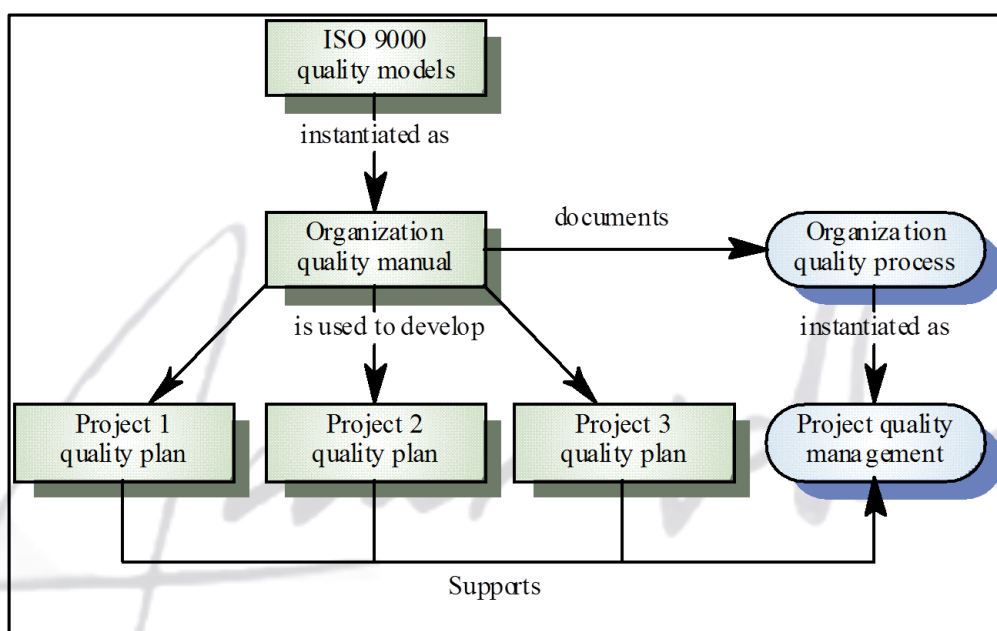 ISO 9000
quality models
instantiated as
Organization
quality manual
documents
Organization
quality process
is used to develop
instantiated as
Project 1
quality plan
Project 2
quality plan
Project 3
quality plan
Project quality
management
Supports